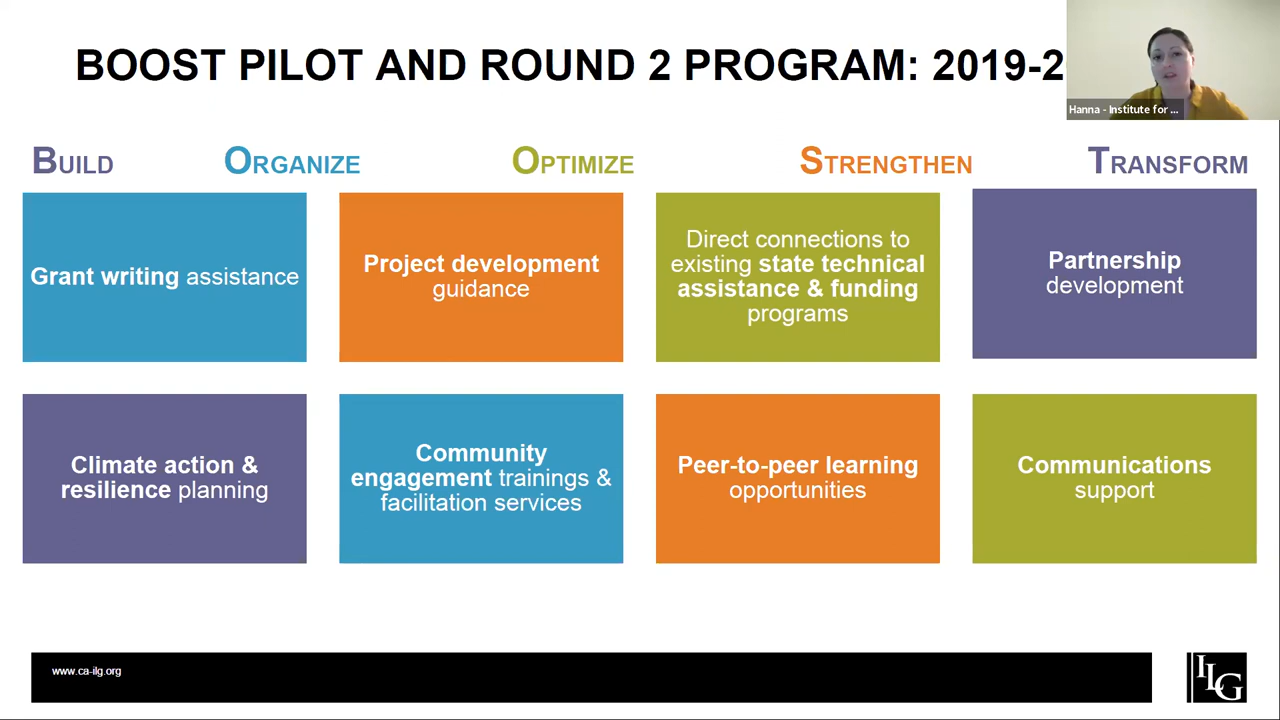 BOOST PILOT AND ROUND 2 PROGRAM: 2019-2
Hanna - Institute for ...
BUILD ORGANIZE OPTIMIZE STRENGTHEN TRANSFORM
Grant writing assistance
Project development
guidance
Direct connections to
existing state technical
assistance & funding
programs
Partnership
development
Climate action &
resilience planning
Community
engagement trainings &
facilitation services
Peer-to-peer learning
opportunities
Communications
support
www.ca-ilg.org
ILG